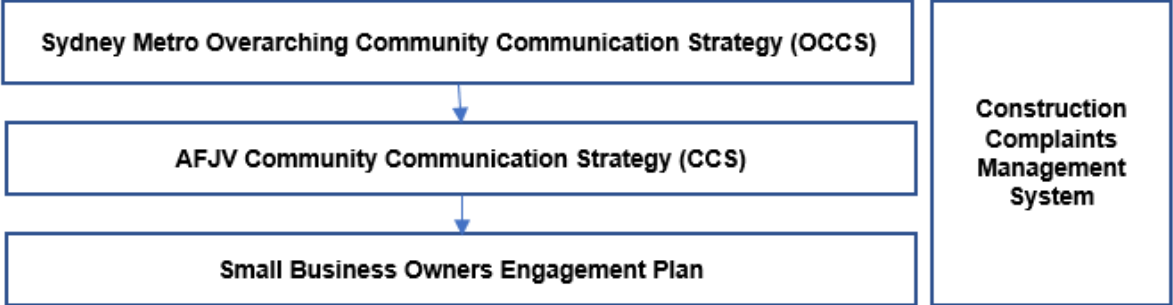 Sydney Metro Overarching Community Communication Strategy (OCCS)
AFJV Community Communication Strategy (CCS)
Small Business Owners Engagement Plan
Construction
Complaints
Management
System